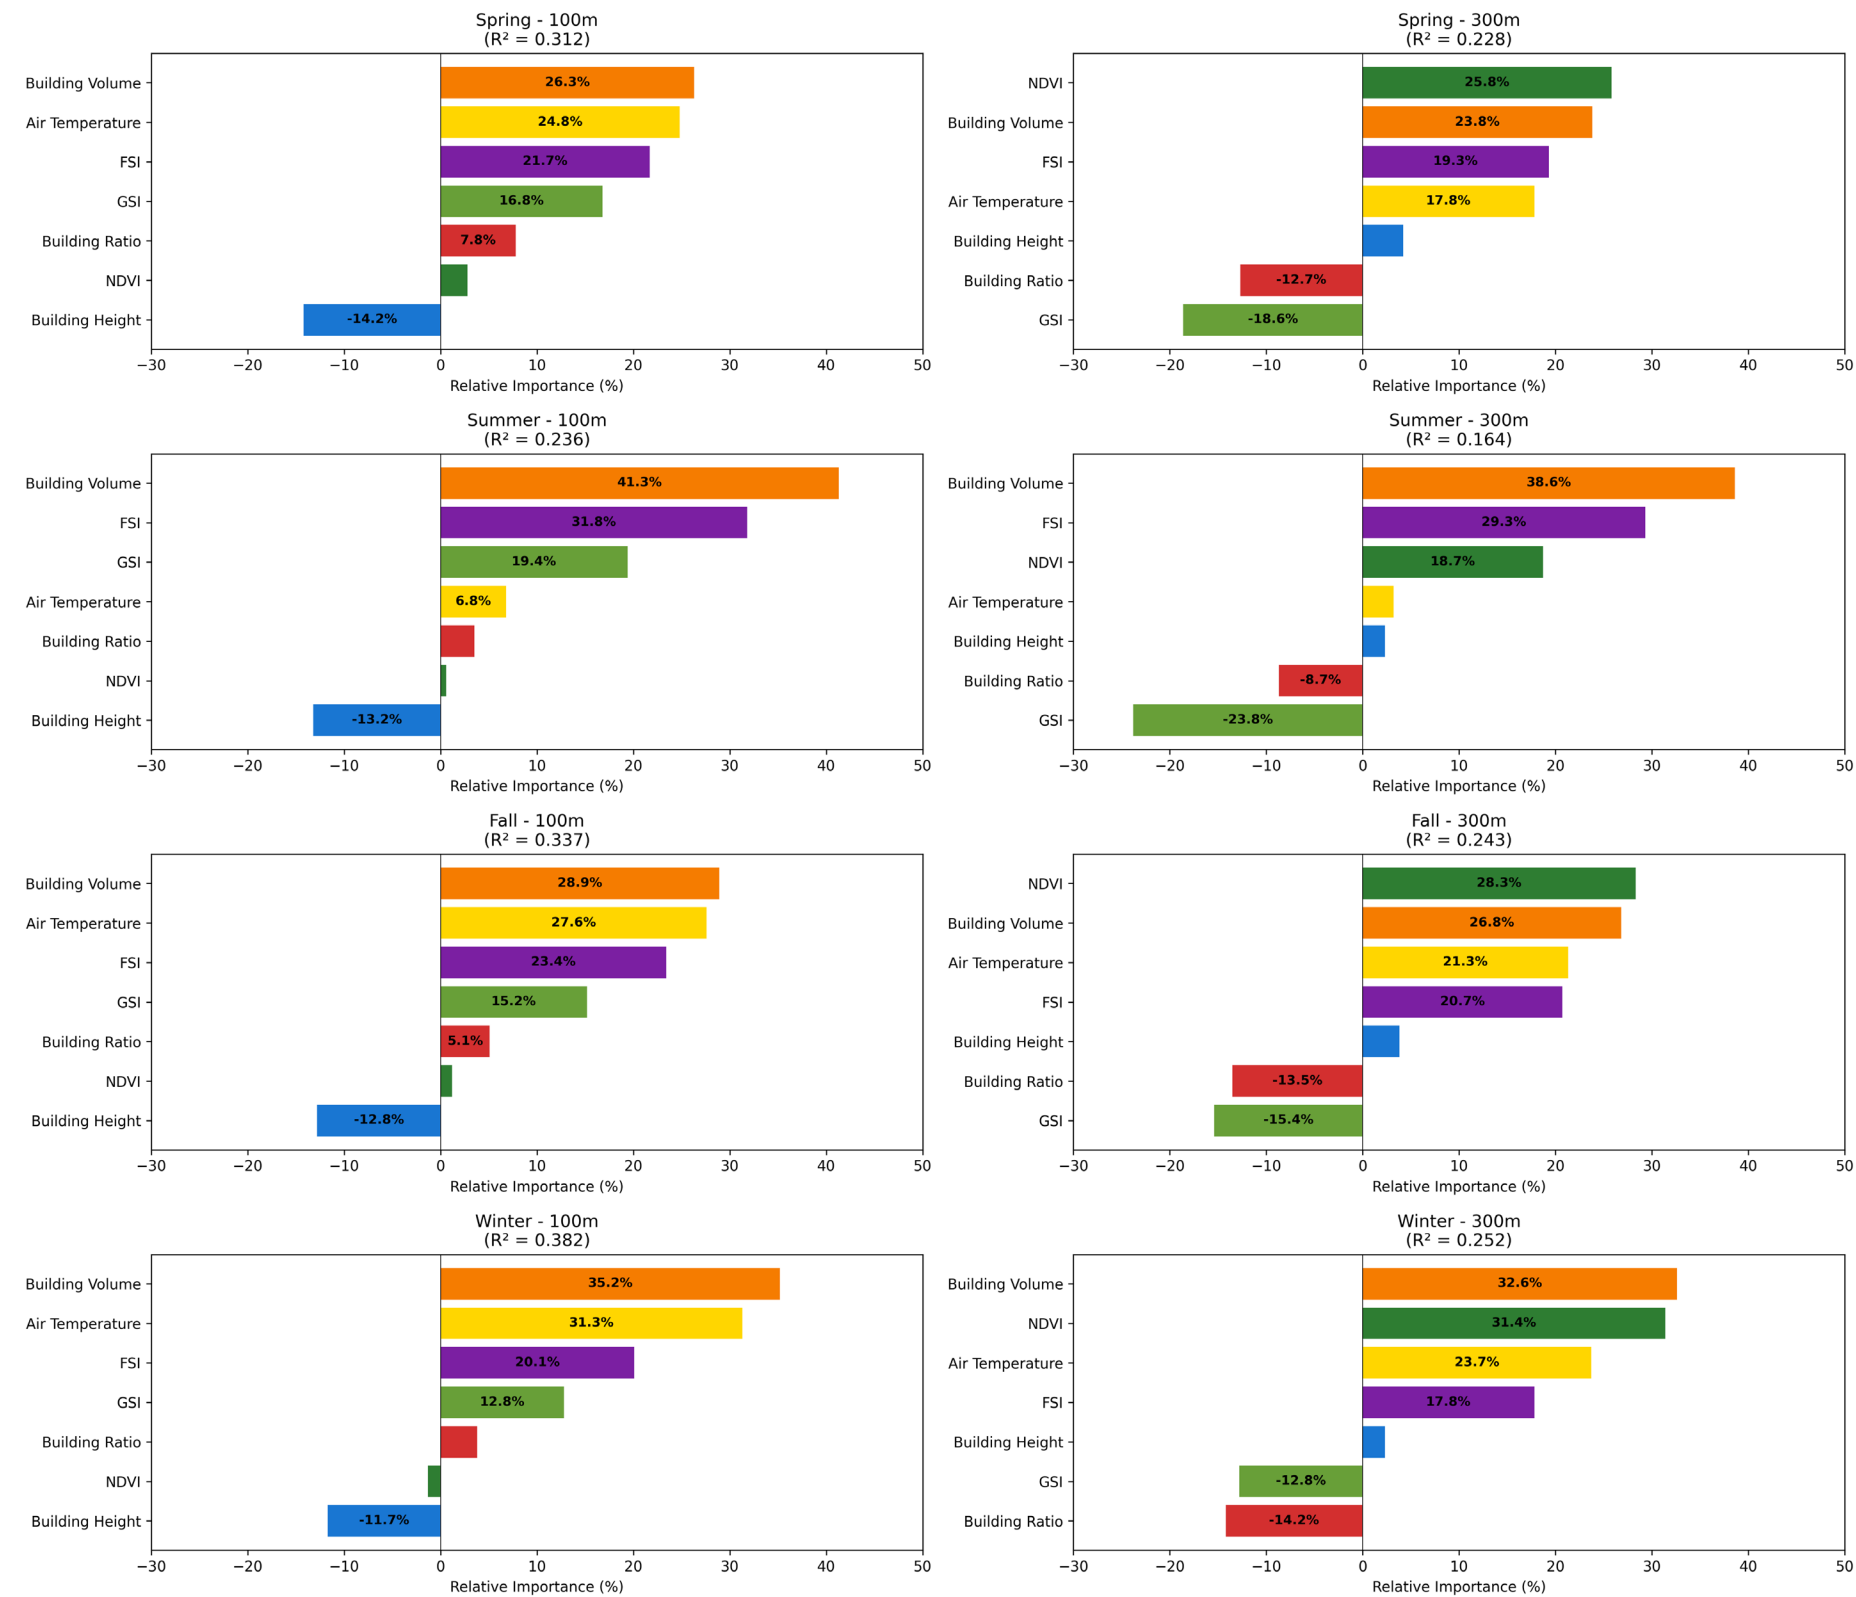 Spring - 100m
(R² = 0.312)
Building Volume 26.3%
Air Temperature 24.8%
FSI 21.7%
GSI 16.8%
Building Ratio 7.8%
NDVI
Building Height -14.2%
−30 −20 −10 0 10 20 30 40 50
Relative Importance (%)
Spring - 300m
(R² = 0.228)
NDVI 25.8%
Building Volume 23.8%
FSI 19.3%
Air Temperature 17.8%
Building Height
Building Ratio -12.7%
GSI -18.6%
−30 −20 −10 0 10 20 30 40 50
Relative Importance (%)
Summer - 100m
(R² = 0.236)
Building Volume 41.3%
FSI 31.8%
GSI 19.4%
Air Temperature 6.8%
Building Ratio
NDVI
Building Height -13.2%
−30 −20 −10 0 10 20 30 40 50
Relative Importance (%)
Summer - 300m
(R² = 0.164)
Building Volume 38.6%
FSI 29.3%
NDVI 18.7%
Air Temperature
Building Height
Building Ratio -8.7%
GSI -23.8%
−30 −20 −10 0 10 20 30 40 50
Relative Importance (%)
Fall - 100m
(R² = 0.337)
Building Volume 28.9%
Air Temperature 27.6%
FSI 23.4%
GSI 15.2%
Building Ratio 5.1%
NDVI
Building Height -12.8%
−30 −20 −10 0 10 20 30 40 50
Relative Importance (%)
Fall - 300m
(R² = 0.243)
NDVI 28.3%
Building Volume 26.8%
Air Temperature 21.3%
FSI 20.7%
Building Height
Building Ratio -13.5%
GSI -15.4%
−30 −20 −10 0 10 20 30 40 50
Relative Importance (%)
Winter - 100m
(R² = 0.382)
Building Volume 35.2%
Air Temperature 31.3%
FSI 20.1%
GSI 12.8%
Building Ratio
NDVI
Building Height -11.7%
−30 −20 −10 0 10 20 30 40 50
Relative Importance (%)
Winter - 300m
(R² = 0.252)
Building Volume 32.6%
NDVI 31.4%
Air Temperature 23.7%
FSI 17.8%
Building Height
GSI -12.8%
Building Ratio -14.2%
−30 −20 −10 0 10 20 30 40 50
Relative Importance (%)